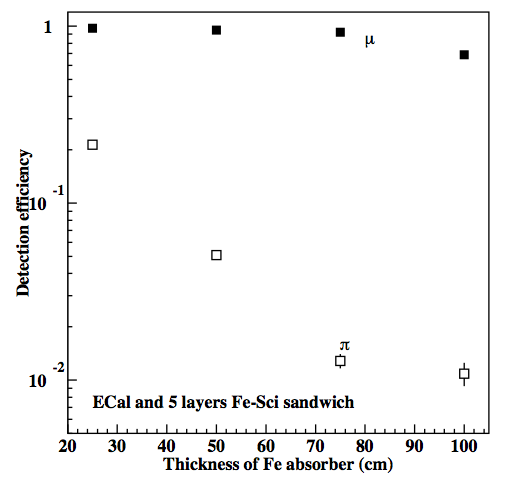 1
μ
10 -1
π
10 -2
ECal and 5 layers Fe-Sci sandwich
20 30 40 50 60 70 80 90 100
Thickness of Fe absorber (cm)
Detection efficiency